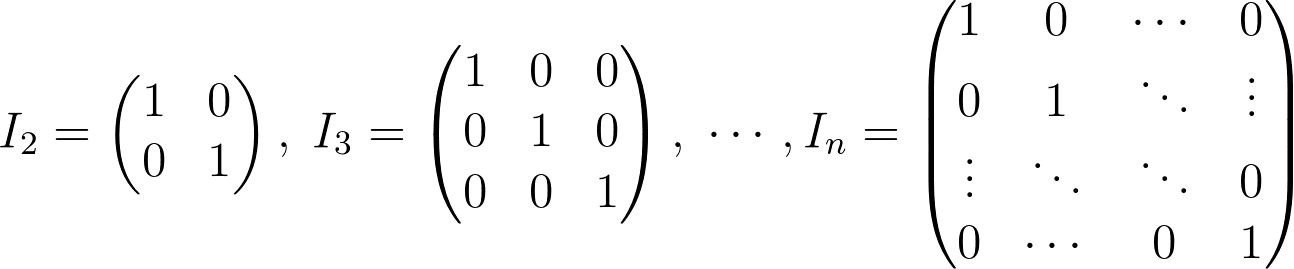 $I_2 = \begin{pmatrix} 1 & 0 \\ 0 & 1 \end{pmatrix}, \; I_3 = \begin{pmatrix} 1 & 0 & 0 \\ 0 & 1 & 0 \\ 0 & 0 & 1 \end{pmatrix}, \; \cdots, I_n = \begin{pmatrix} 1 & 0 & \cdots & 0 \\ 0 & 1 & \ddots & \vdots \\ \vdots & \ddots & \ddots & 0 \\ 0 & \cdots & 0 & 1 \end{pmatrix}$